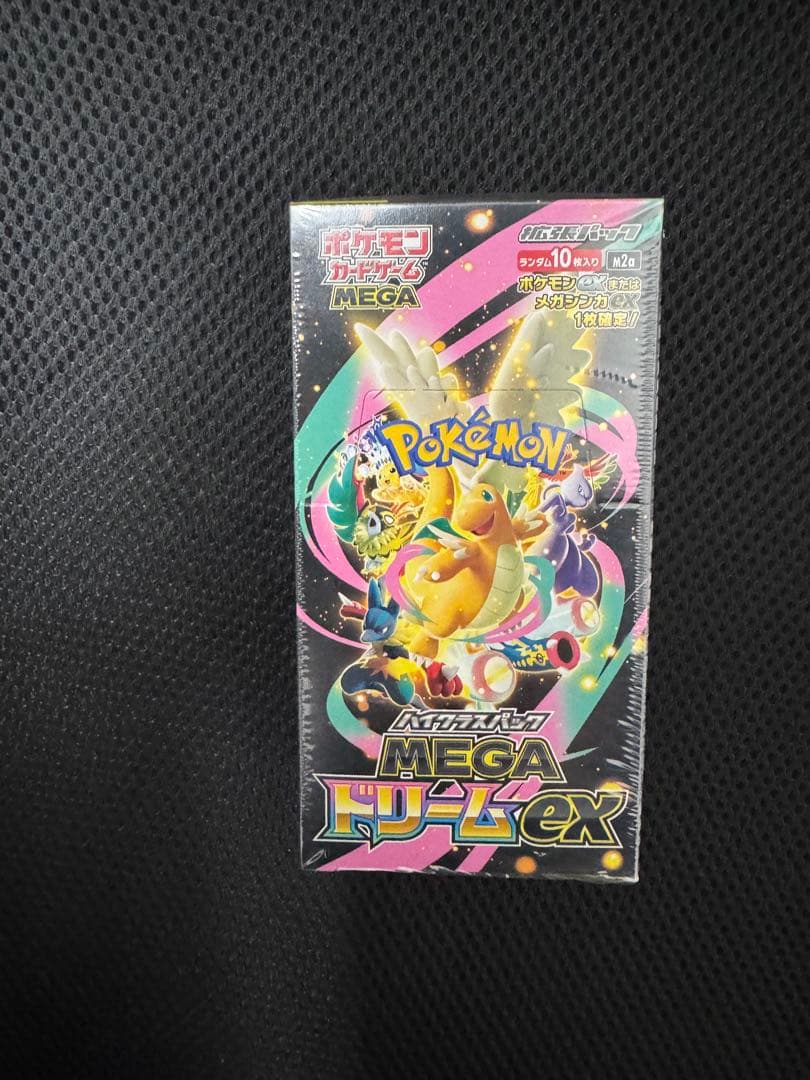 ポケモン
カードゲーム
MEGA
拡張パック
ランダム10枚入り
M2a
ポケモンexまたは
メガシンカex
1枚確定!
POKéMON
ハイクラスパック
MEGA
ドリームex